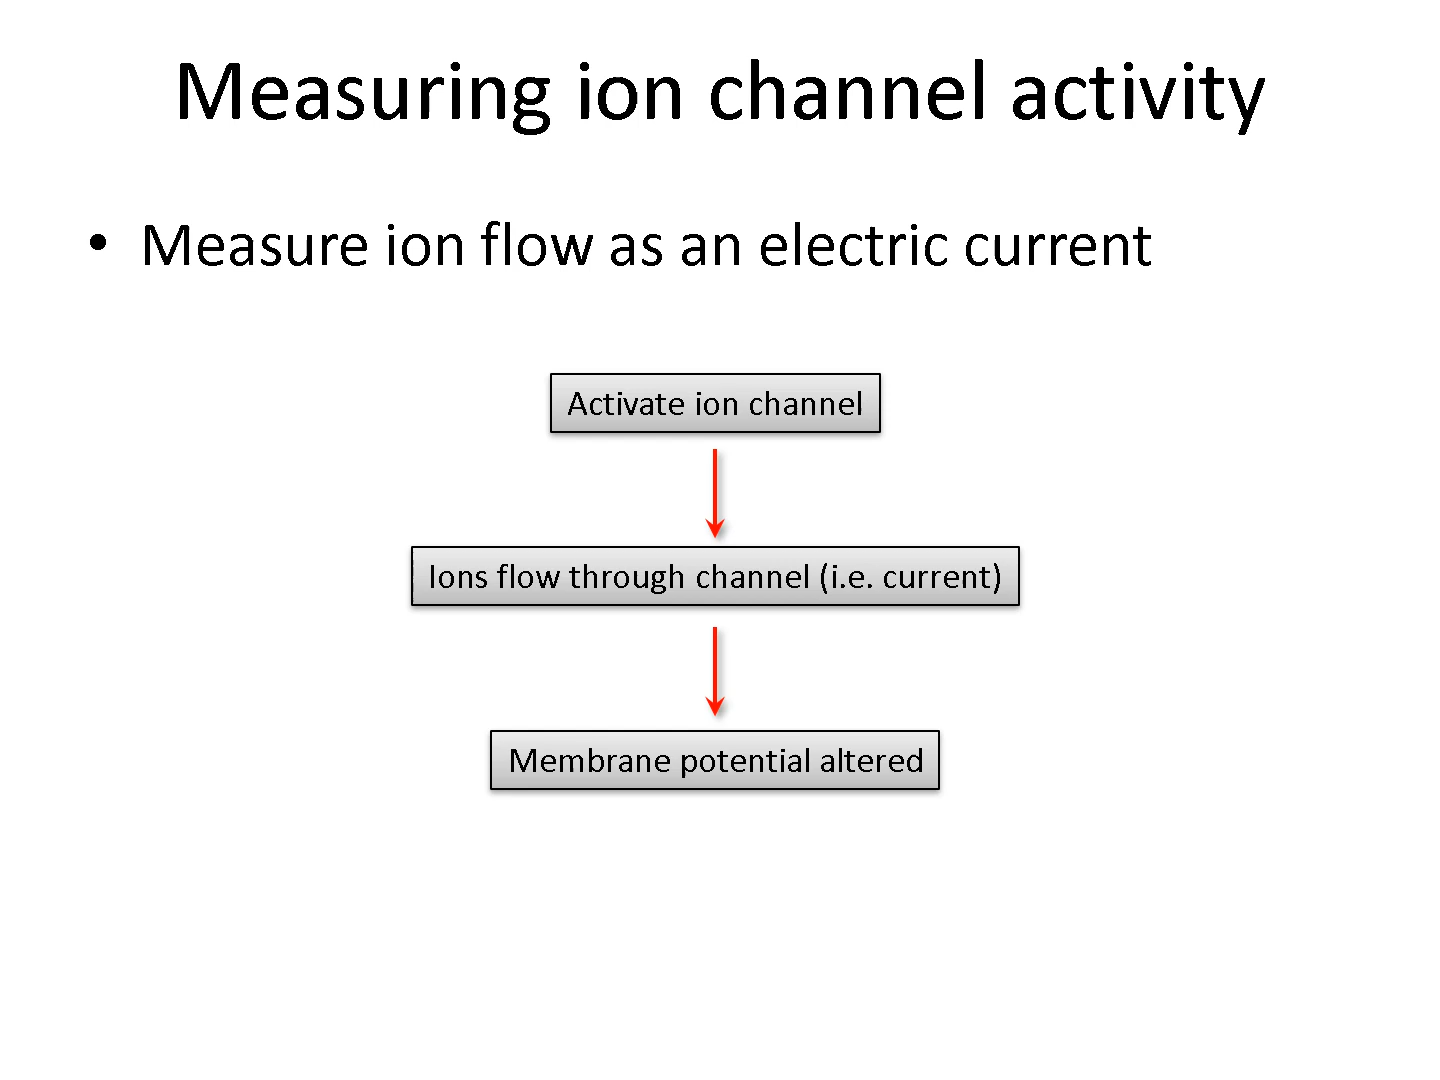 Measuring ion channel activity
• Measure ion flow as an electric current
Activate ion channel
Ions flow through channel (i.e. current)
Membrane potential altered